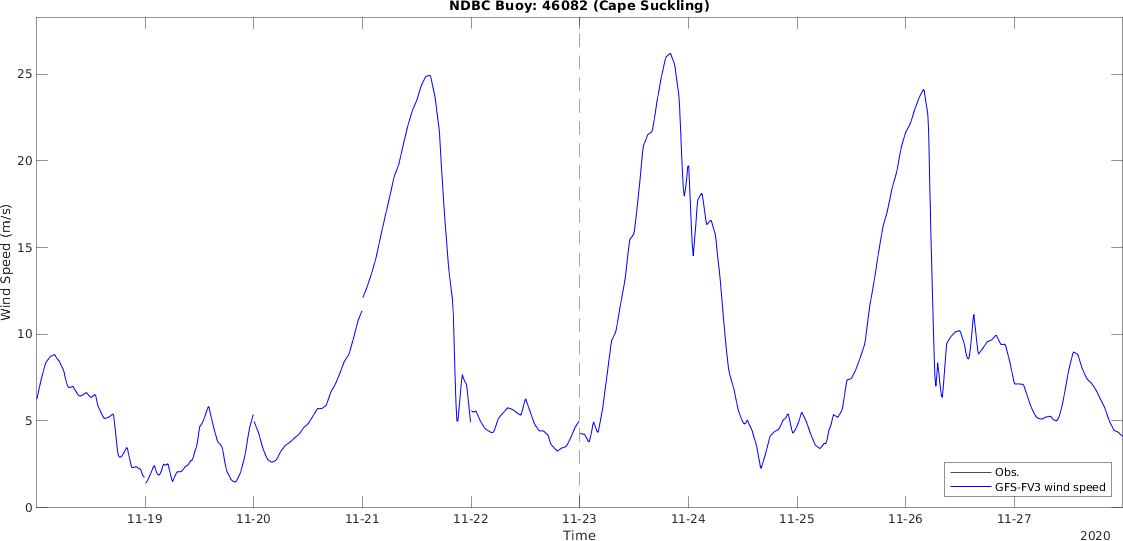 NDBC Buoy: 46082 (Cape Suckling)
Wind Speed (m/s)
25
20
15
10
5
0
11-19 11-20 11-21 11-22 11-23 11-24 11-25 11-26 11-27
Time
2020
Obs.
GFS-FV3 wind speed